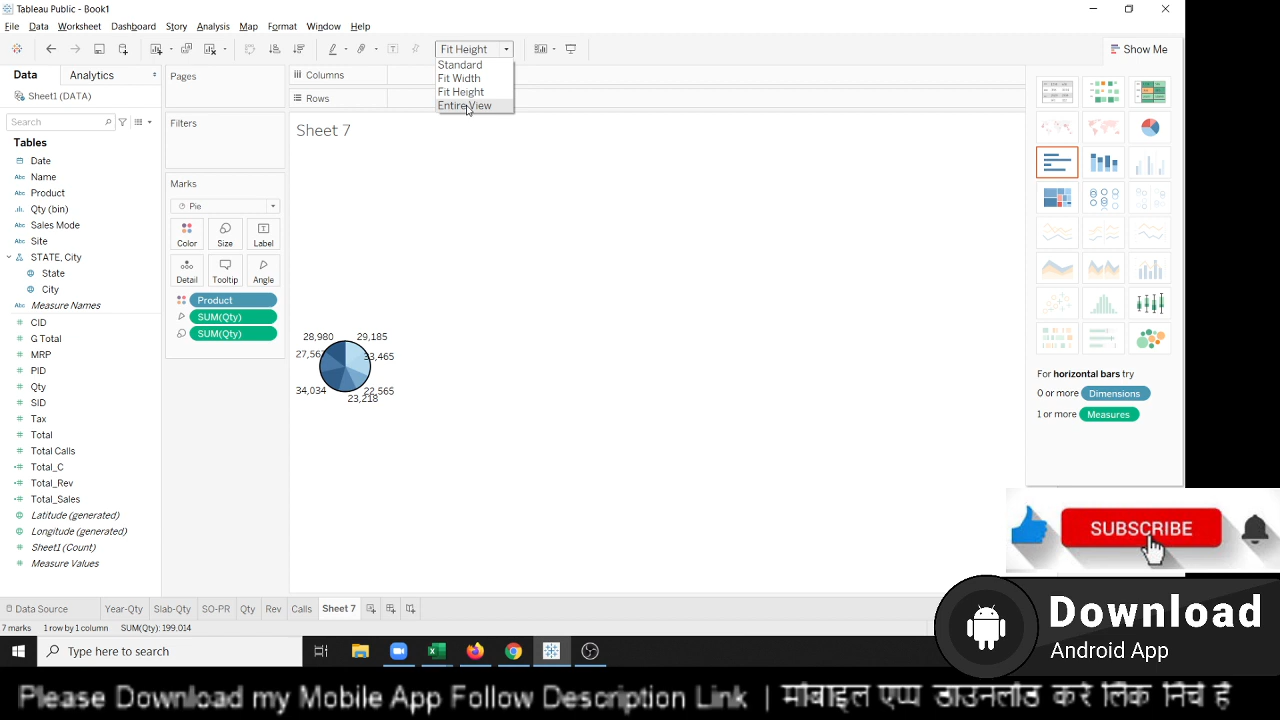 Tableau Public - Book1
File Data Worksheet Dashboard Story Analysis Map Format Window Help
Fit Height
Standard
Fit Width
Fit Height
Entire View
Show Me
Data Analytics
Sheet1 (DATA)
Search
Tables
Date
Abc Name
Abc Product
Qty (bin)
Abc Sales Mode
Abc Site
STATE, City
State
City
Abc Measure Names
# CID
# G Total
# MRP
# PID
# Qty
# SID
# Tax
# Total
# Total Calls
Total_C
Total_Rev
Total_Sales
Latitude (generated)
Longitude (generated)
# Sheet1 (Count)
# Measure Values
Pages
Filters
Marks
Pie
Color Size Label
Detail Tooltip Angle
Product
SUM(Qty)
SUM(Qty)
Columns
Rows
Sheet 7
28,980 29,185
33,465
34,034 22,565
23,218
For horizontal bars try
0 or more Dimensions
1 or more Measures
SUBSCRIBE
Data Source Year-Qty Slab-Qty SO-PR Qty Rev Calls Sheet 7
7 marks 1 row by 1 column SUM(Qty): 199.014
Download
Android App
Type here to search
Please Download my Mobile App Follow Description Link | मोबाइल एप्प डाउनलोड करे लिंक निचे है